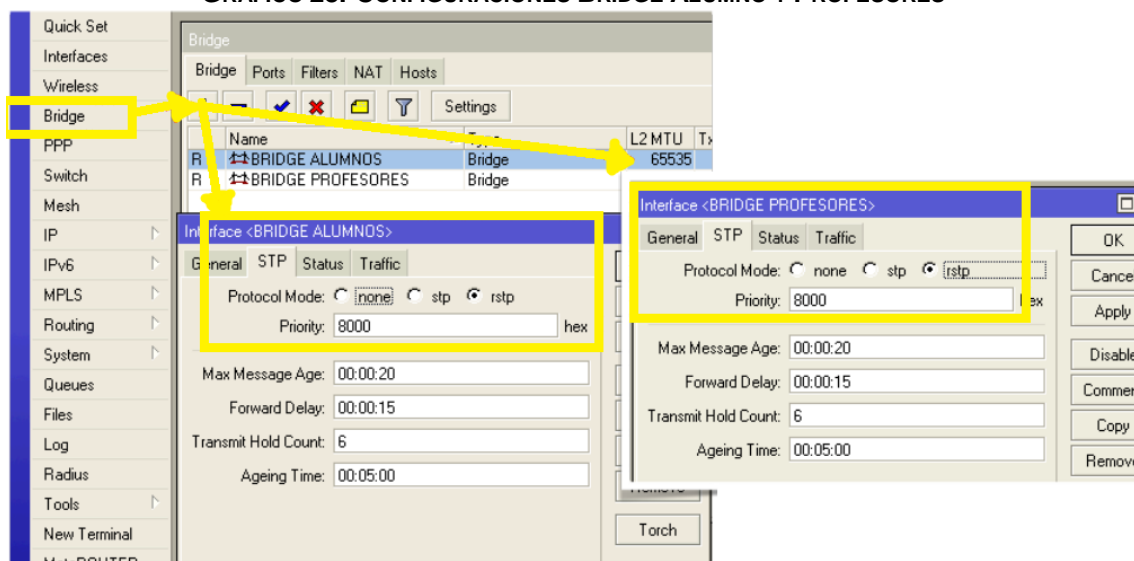 Quick Set
Interfaces
Wireless
Bridge
PPP
Switch
Mesh
IP
IPv6
MPLS
Routing
System
Queues
Files
Log
Radius
Tools
New Terminal
Bridge
Bridge Ports Filters NAT Hosts
Settings
Name L2 MTU
R BRIDGE ALUMNOS Bridge 65535
R BRIDGE PROFESORES Bridge
Interface <BRIDGE ALUMNOS>
General STP Status Traffic
Protocol Mode: none stp rstp
Priority: 8000 hex
Max Message Age: 00:00:20
Forward Delay: 00:00:15
Transmit Hold Count: 6
Ageing Time: 00:05:00
Torch
Interface <BRIDGE PROFESORES>
General STP Status Traffic
Protocol Mode: none stp rstp
Priority: 8000
Max Message Age: 00:00:20
Forward Delay: 00:00:15
Transmit Hold Count: 6
Ageing Time: 00:05:00
OK
Cance
Apply
Disable
Commer
Copy
Remove